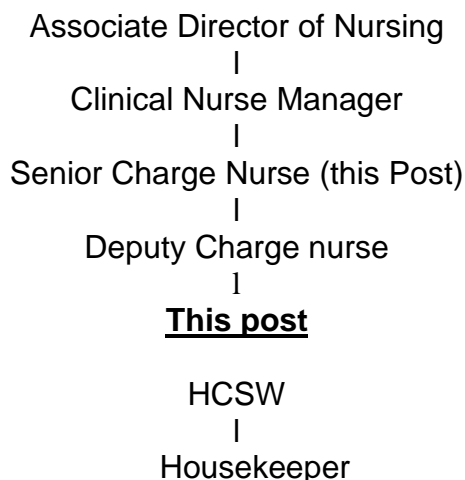 Associate Director of Nursing
I
Clinical Nurse Manager
I
Senior Charge Nurse (this Post)
I
Deputy Charge nurse
l
This post
HCSW
I
Housekeeper